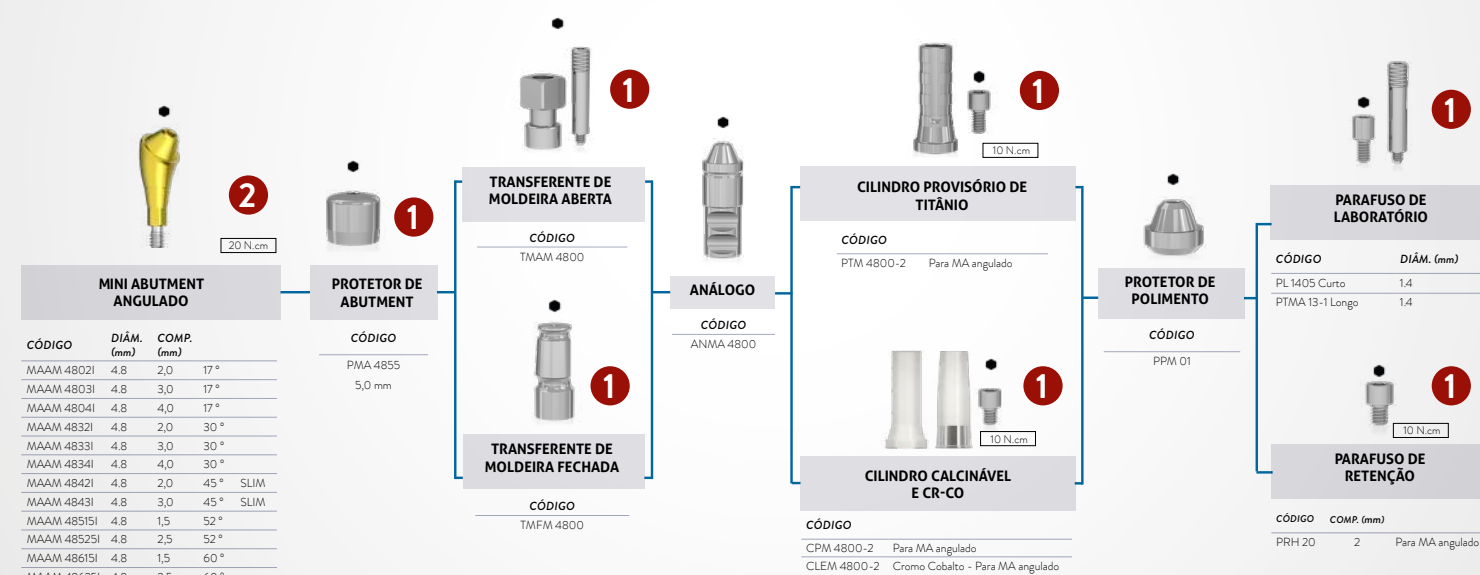 2
20 N.cm
MINI ABUTMENT
ANGULADO
CÓDIGO DIÂM. (mm) COMP. (mm)
MAAM 4802I 4.8 2,0 17 °
MAAM 4803I 4.8 3,0 17 °
MAAM 4804I 4.8 4,0 17 °
MAAM 4832I 4.8 2,0 30 °
MAAM 4833I 4.8 3,0 30 °
MAAM 4834I 4.8 4,0 30 °
MAAM 4842I 4.8 2,0 45 ° SLIM
MAAM 4843I 4.8 3,0 45 ° SLIM
MAAM 48515I 4.8 1,5 52 °
MAAM 48525I 4.8 2,5 52 °
MAAM 48615I 4.8 1,5 60 °
1
PROTETOR DE
ABUTMENT
CÓDIGO
PMA 4855
5,0 mm
1
TRANSFERENTE DE
MOLDEIRA ABERTA
CÓDIGO
TMAM 4800
1
TRANSFERENTE DE
MOLDEIRA FECHADA
CÓDIGO
TMFM 4800
ANÁLOGO
CÓDIGO
ANMA 4800
1
10 N.cm
CILINDRO PROVISÓRIO DE
TITÂNIO
CÓDIGO
PTM 4800-2 Para MA angulado
1
10 N.cm
CILINDRO CALCINÁVEL
E CR-CO
CÓDIGO
CPM 4800-2 Para MA angulado
CLEM 4800-2 Cromo Cobalto - Para MA angulado
PROTETOR DE
POLIMENTO
CÓDIGO
PPM 01
1
PARAFUSO DE
LABORATÓRIO
CÓDIGO DIÂM. (mm)
PL 1405 Curto 1.4
PTMA 13-1 Longo 1.4
1
10 N.cm
PARAFUSO DE
RETENÇÃO
CÓDIGO COMP. (mm)
PRH 20 2 Para MA angulado